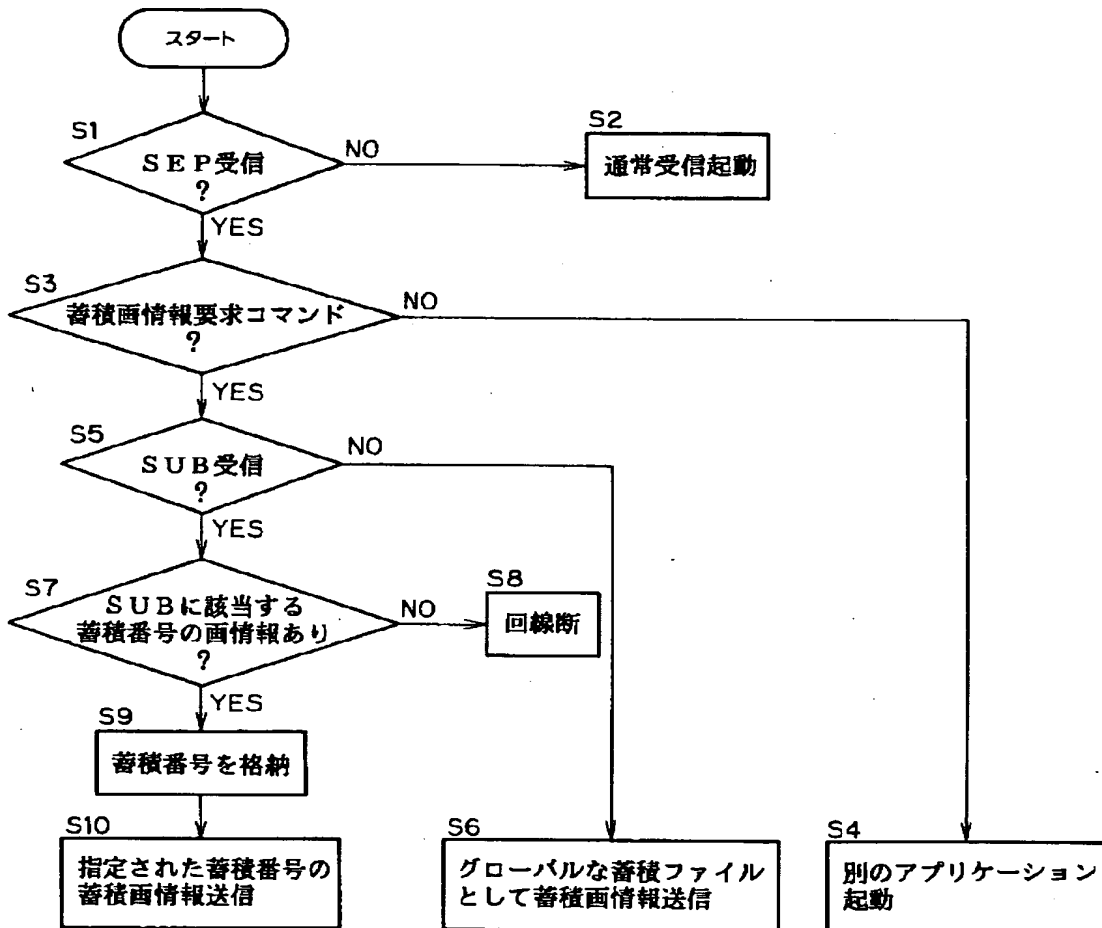 スタート
S1
SEP受信
?
NO
S2
通常受信起動
YES
S3
蓄積画情報要求コマンド
?
NO
YES
S5
SUB受信
?
NO
YES
S7
SUBに該当する
蓄積番号の画情報あり
?
NO
S8
回線断
YES
S9
蓄積番号を格納
S10
指定された蓄積番号の
蓄積画情報送信
S6
グローバルな蓄積ファイル
として蓄積画情報送信
S4
別のアプリケーション
起動